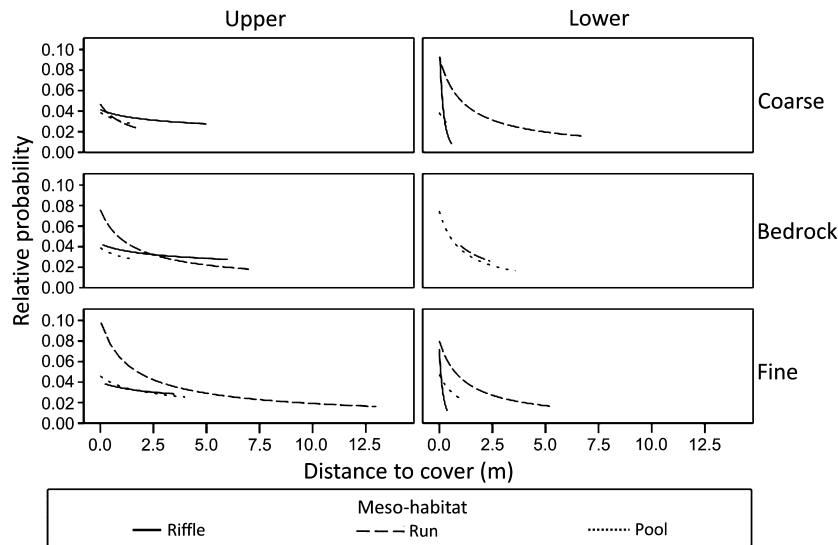 Upper Lower
0.10
0.08
0.06
0.04
0.02
0.00
Coarse
0.10
0.08
0.06
0.04
0.02
0.00
Bedrock
0.10
0.08
0.06
0.04
0.02
0.00
Fine
Relative probability
0.0 2.5 5.0 7.5 10.0 12.5 0.0 2.5 5.0 7.5 10.0 12.5
Distance to cover (m)
Meso-habitat
Riffle Run Pool